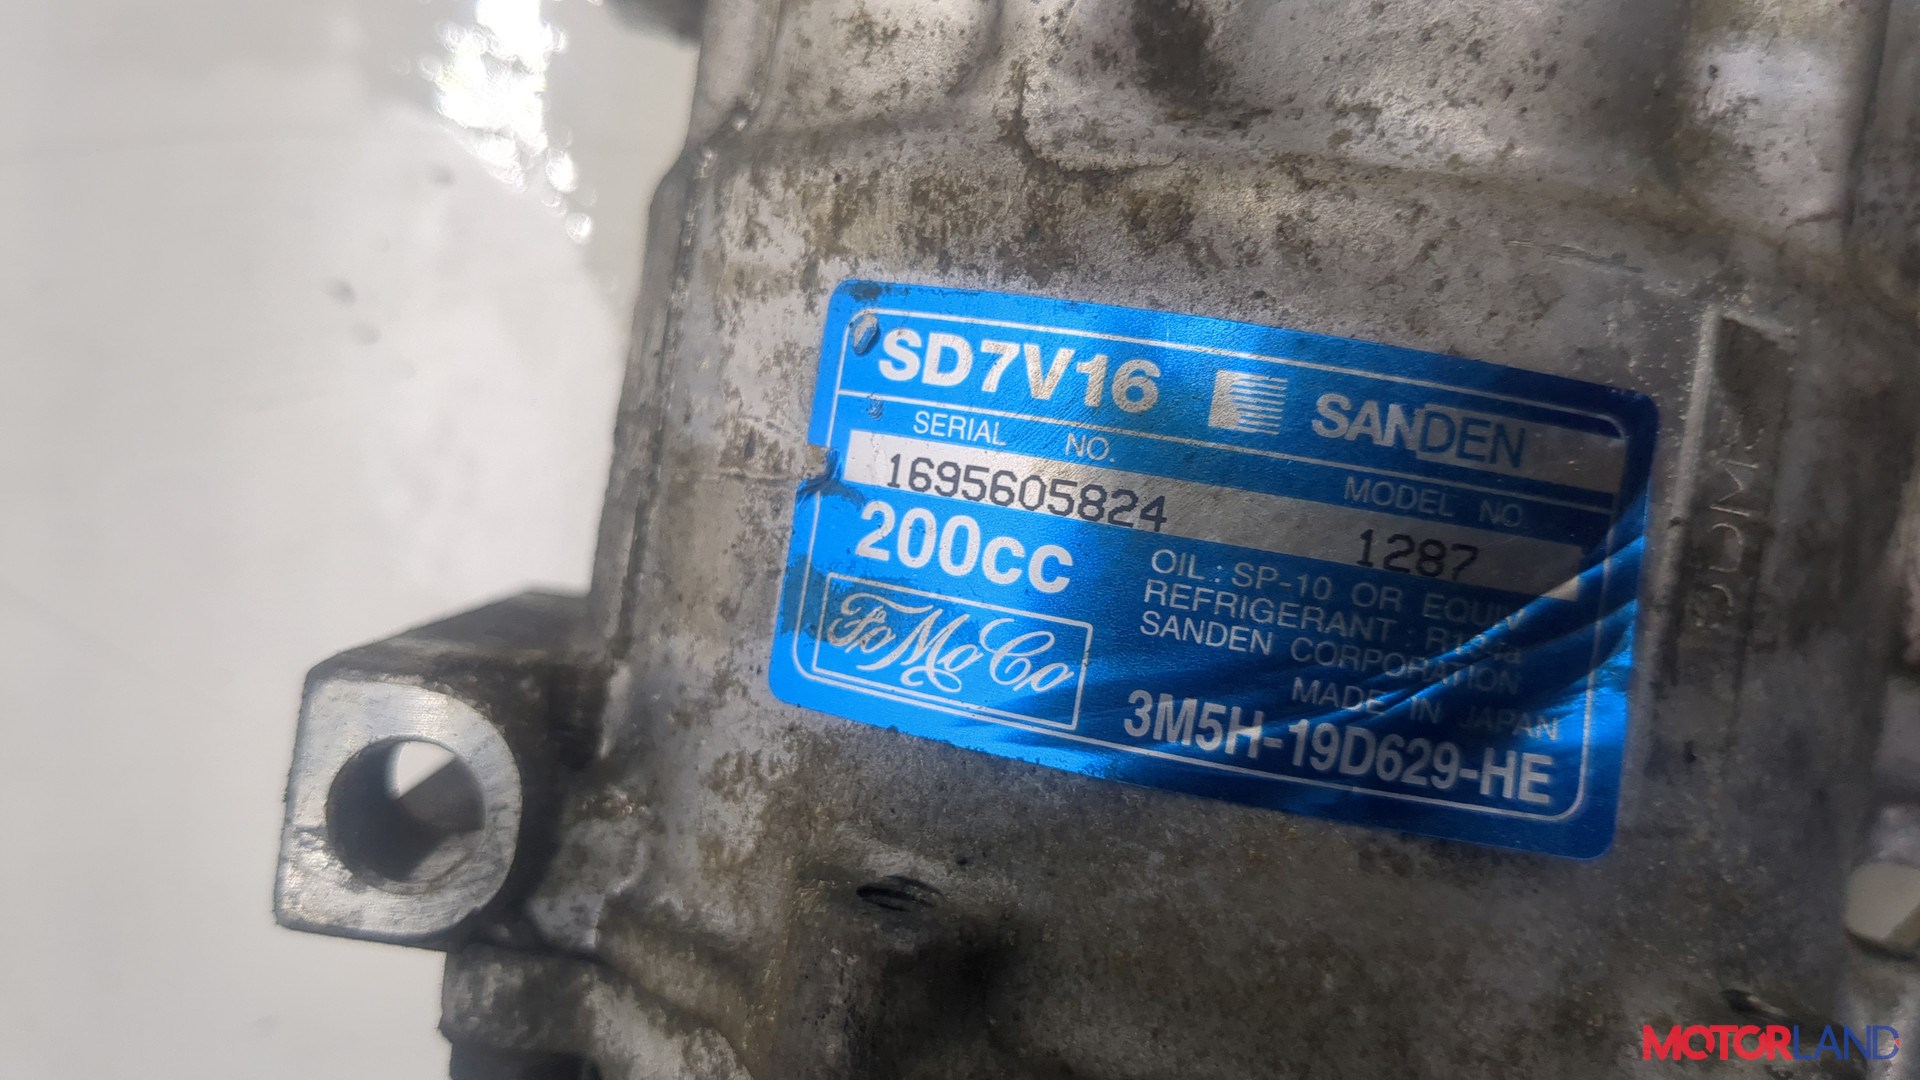 SD7V16 SANDEN
SERIAL NO.
1695605824
MODEL NO.
1287
200cc
OIL : SP-10 OR EQUIV
REFRIGERANT : R134a
SANDEN CORPORATION
MADE IN JAPAN
FoMoCo
3M5H-19D629-HE
MOTORLAND